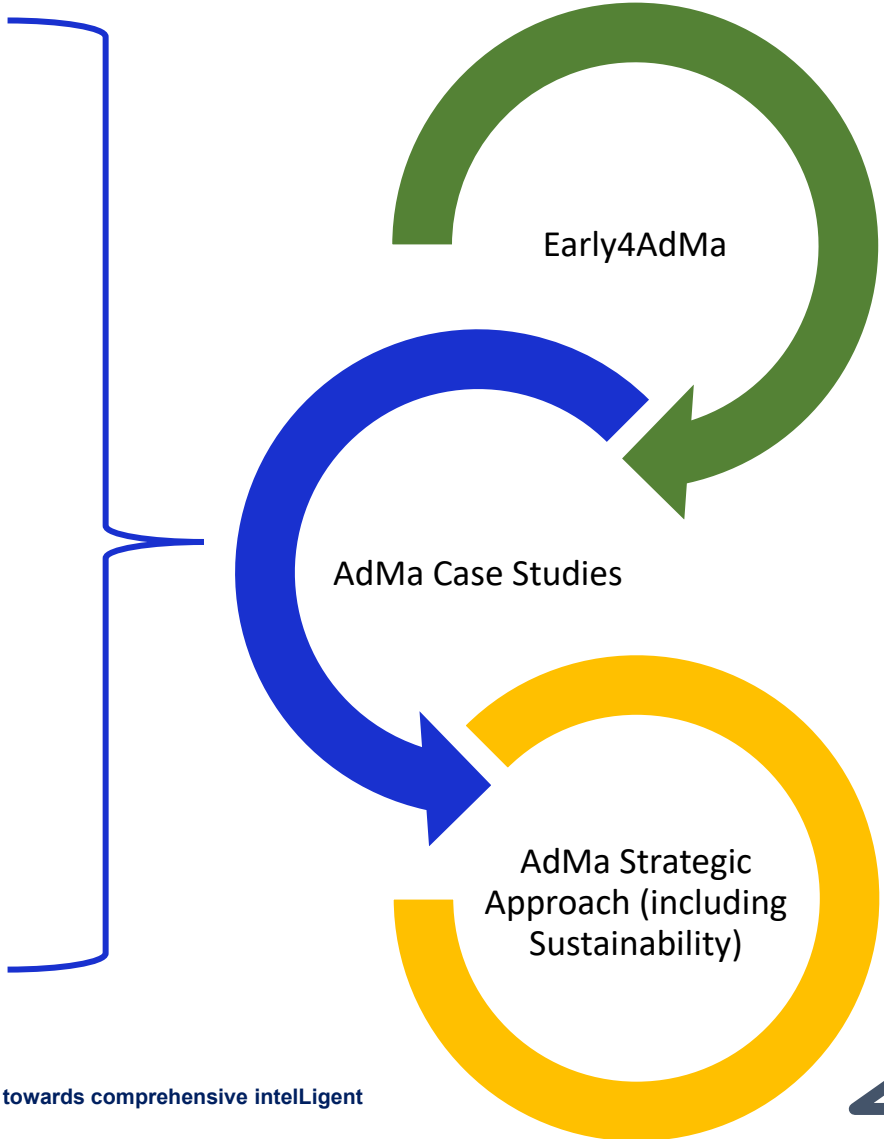 Early4AdMa
AdMa Case Studies
AdMa Strategic
Approach (including
Sustainability)
towards comprehensive intelLigent